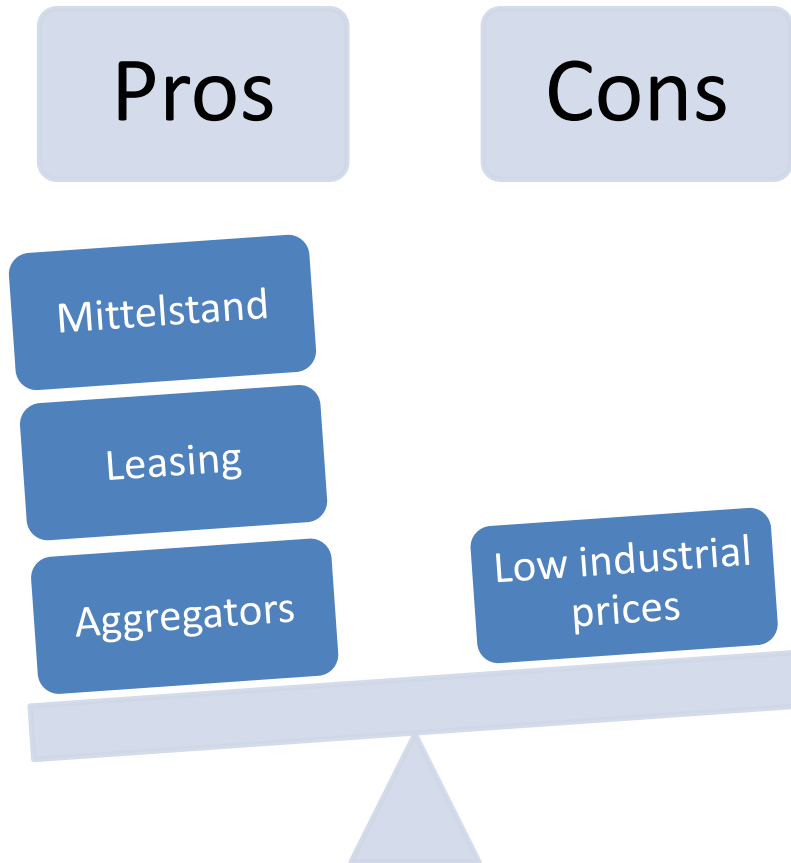 Pros
Cons
Mittelstand
Leasing
Aggregators
Low industrial
prices